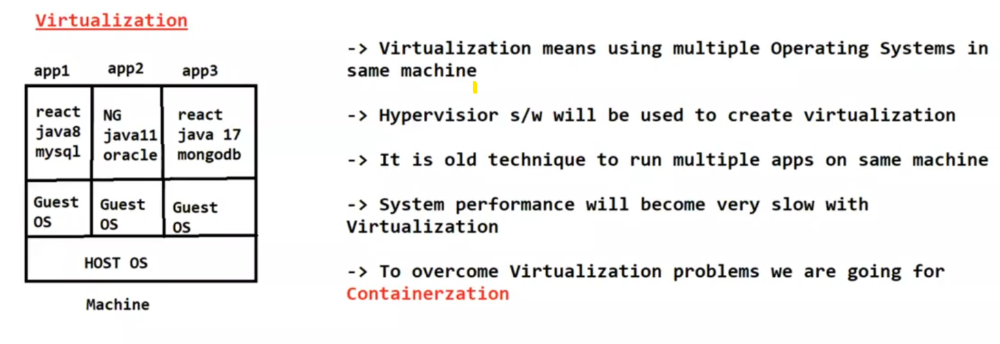 Virtualization
app1 app2 app3
react
java8
mysql
NG
java11
oracle
react
java 17
mongodb
Guest
OS
Guest
OS
Guest
OS
HOST OS
Machine
-> Virtualization means using multiple Operating Systems in
same machine
-> Hypervisior s/w will be used to create virtualization
-> It is old technique to run multiple apps on same machine
-> System performance will become very slow with
Virtualization
-> To overcome Virtualization problems we are going for
Containerzation